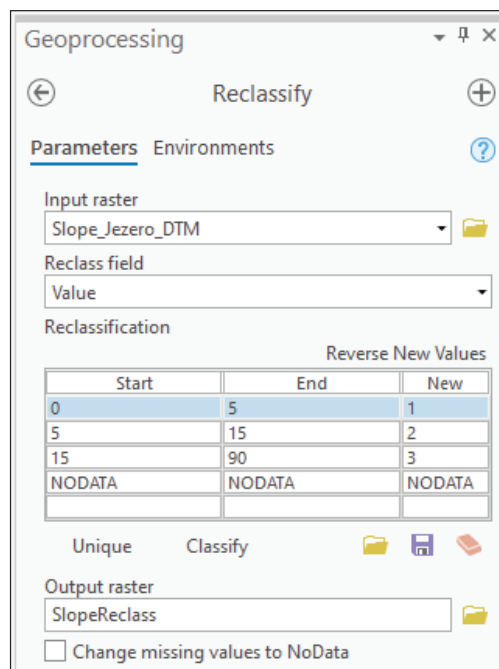 Geoprocessing
Reclassify
Parameters Environments
Input raster
Slope_Jezero_DTM
Reclass field
Value
Reclassification
Reverse New Values
Start End New
0 5 1
5 15 2
15 90 3
NODATA NODATA NODATA
Unique Classify
Output raster
SlopeReclass
Change missing values to NoData